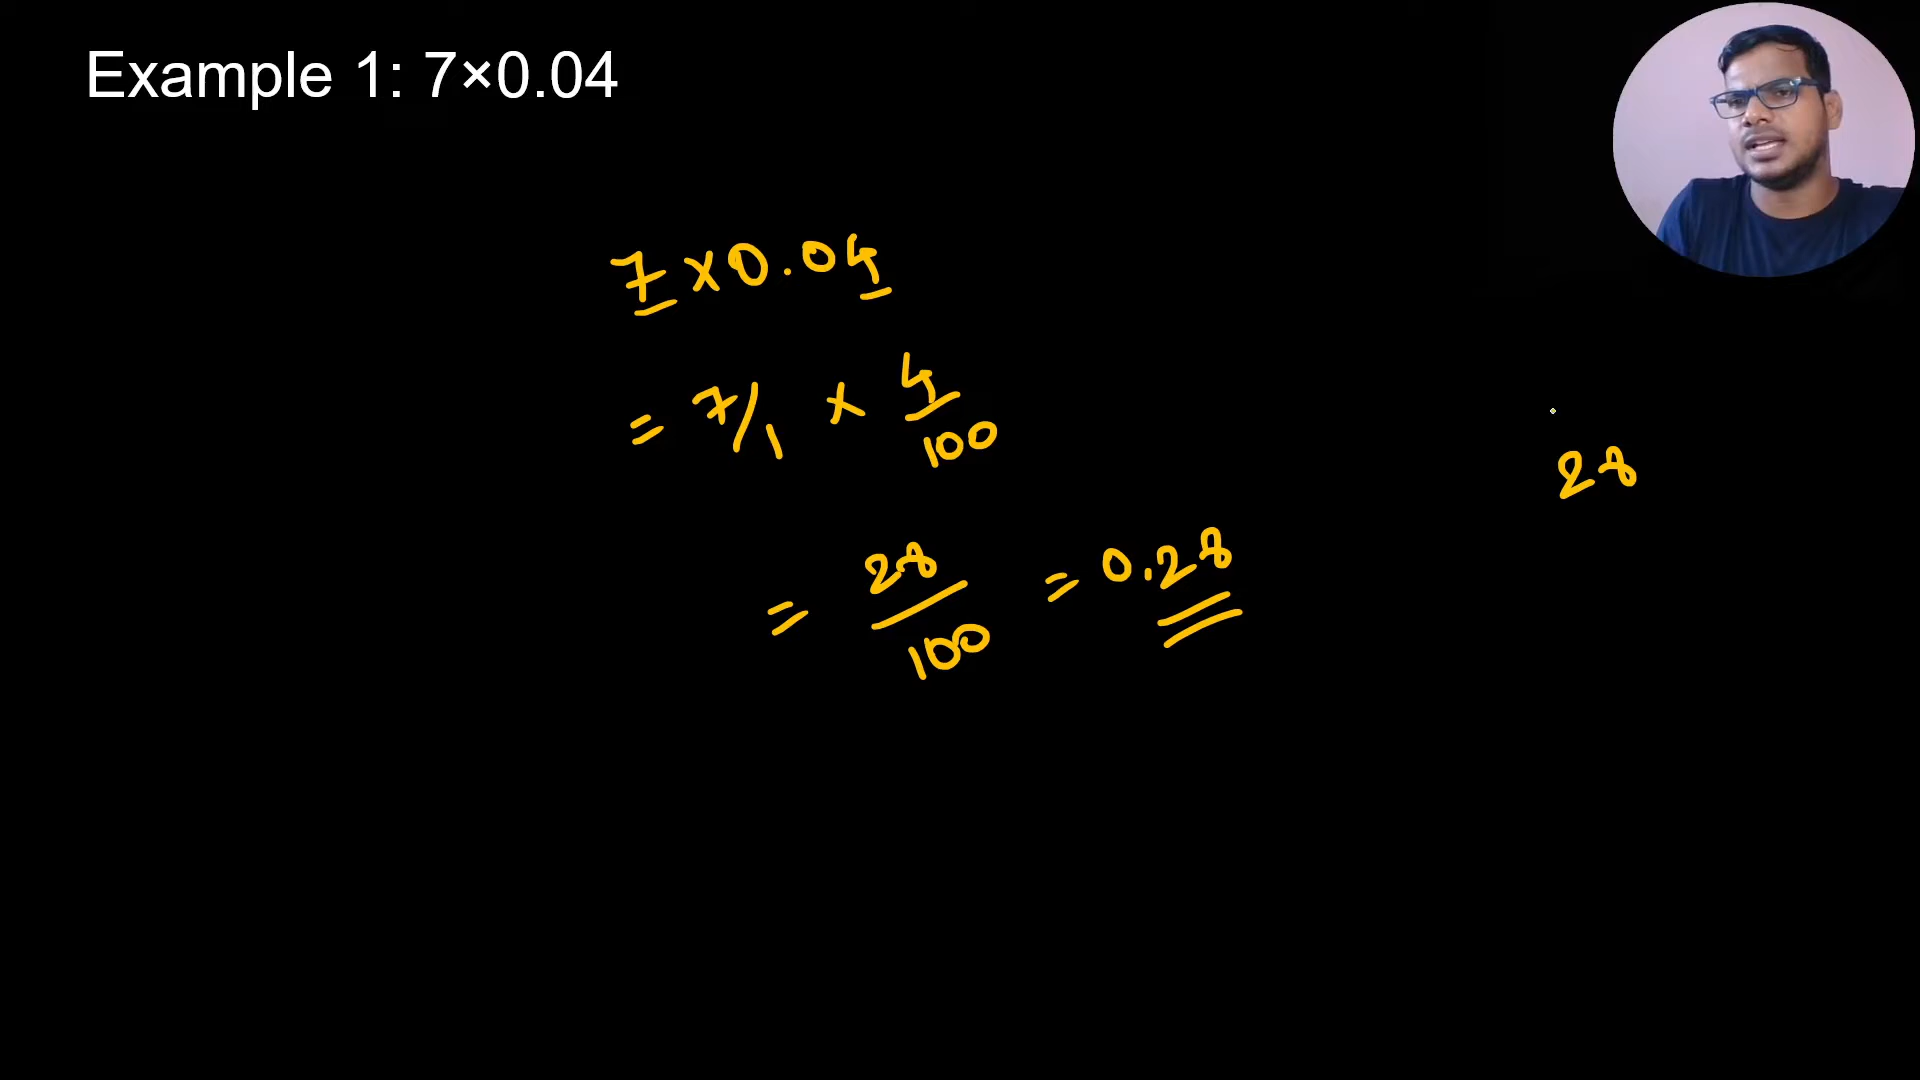 Example 1: 7×0.04
7 × 0.04
= 7/1 × 4/100
28
= 28/100 = 0.28